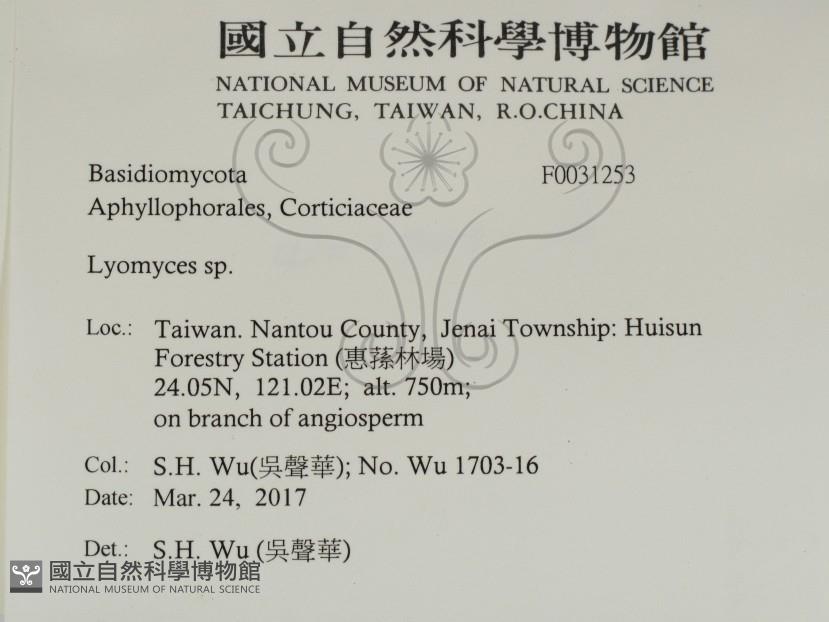 國立自然科學博物館
NATIONAL MUSEUM OF NATURAL SCIENCE
TAICHUNG, TAIWAN, R.O.CHINA
Basidiomycota F0031253
Aphyllophorales, Corticiaceae
Lyomyces sp.
Loc.: Taiwan. Nantou County, Jenai Township: Huisun
Forestry Station (惠蓀林場)
24.05N, 121.02E; alt. 750m;
on branch of angiosperm
Col.: S.H. Wu(吳聲華); No. Wu 1703-16
Date: Mar. 24, 2017
Det.: S.H. Wu (吳聲華)
國立自然科學博物館
NATIONAL MUSEUM OF NATURAL SCIENCE